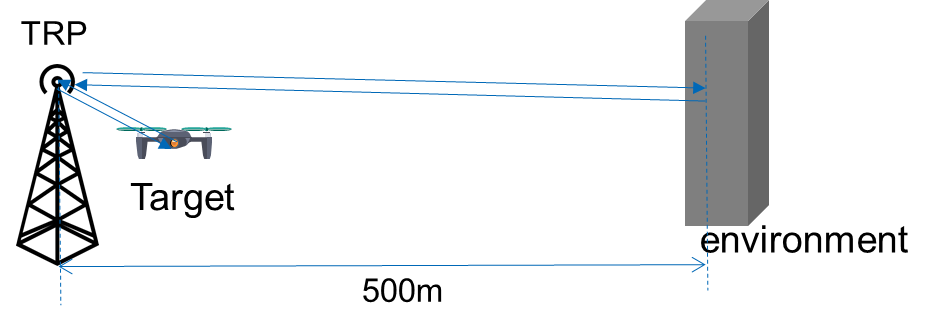 TRP
Target
environment
500m